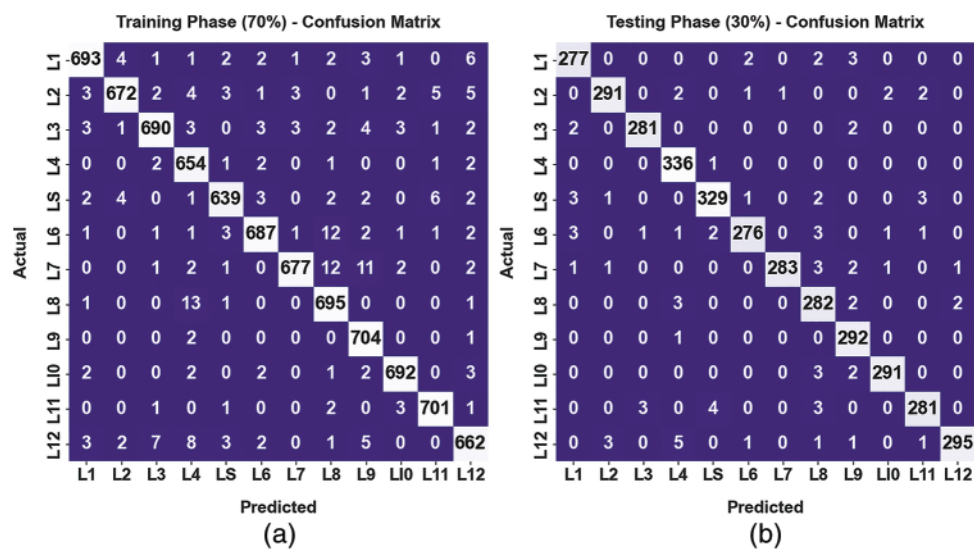 Training Phase (70%) - Confusion Matrix
L1 693 4 1 1 2 2 1 2 3 1 0 6
L2 3 672 2 4 3 1 3 0 1 2 5 5
L3 3 1 690 3 0 3 3 2 4 3 1 2
L4 0 0 2 654 1 2 0 1 0 0 1 2
LS 2 4 0 1 639 3 0 2 2 0 6 2
L6 1 0 1 1 3 687 1 12 2 1 1 2
L7 0 0 1 2 1 0 677 12 11 2 0 2
L8 1 0 0 13 1 0 0 695 0 0 0 1
L9 0 0 0 2 0 0 0 0 704 0 0 1
LI0 2 0 0 2 0 2 0 1 2 692 0 3
L11 0 0 1 0 1 0 0 2 0 3 701 1
L12 3 2 7 8 3 2 0 1 5 0 0 662
L1 L2 L3 L4 LS L6 L7 L8 L9 LI0 L11 L12
Actual
Predicted
(a)
Testing Phase (30%) - Confusion Matrix
L1 277 0 0 0 0 2 0 2 3 0 0 0
L2 0 291 0 2 0 1 1 0 0 2 2 0
L3 2 0 281 0 0 0 0 0 2 0 0 0
L4 0 0 0 336 1 0 0 0 0 0 0 0
LS 3 1 0 0 329 1 0 2 0 0 3 0
L6 3 0 1 1 2 276 0 3 0 1 1 0
L7 1 1 0 0 0 0 283 3 2 1 0 1
L8 0 0 0 3 0 0 0 282 2 0 0 2
L9 0 0 0 1 0 0 0 0 292 0 0 0
LI0 0 0 0 0 0 0 0 3 2 291 0 0
L11 0 0 3 0 4 0 0 3 0 0 281 0
L12 0 3 0 5 0 1 0 1 1 0 1 295
L1 L2 L3 L4 LS L6 L7 L8 L9 LI0 L11 L12
Actual
Predicted
(b)